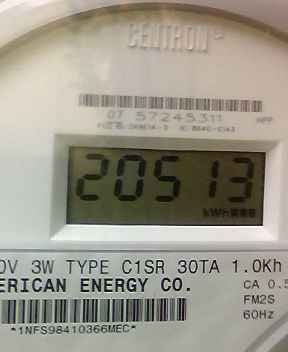 CENTRON®
07 57245311 HPP
20513
kWh
0V 3W TYPE C1SR 30TA 1.0Kh
ERICAN ENERGY CO. CA 0.5
FM2S
*1NFS98410366MEC* 60Hz